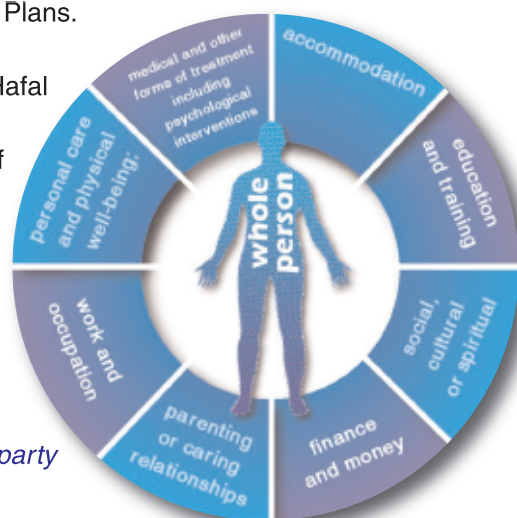 Plans.
Hafal
f
party
medical and other
forms of treatment
including
psychological
interventions
accommodation
education
and training
social,
cultural
or spiritual
finance
and money
parenting
or caring
relationships
work and
occupation
personal care
and physical
well-being;
whole
person